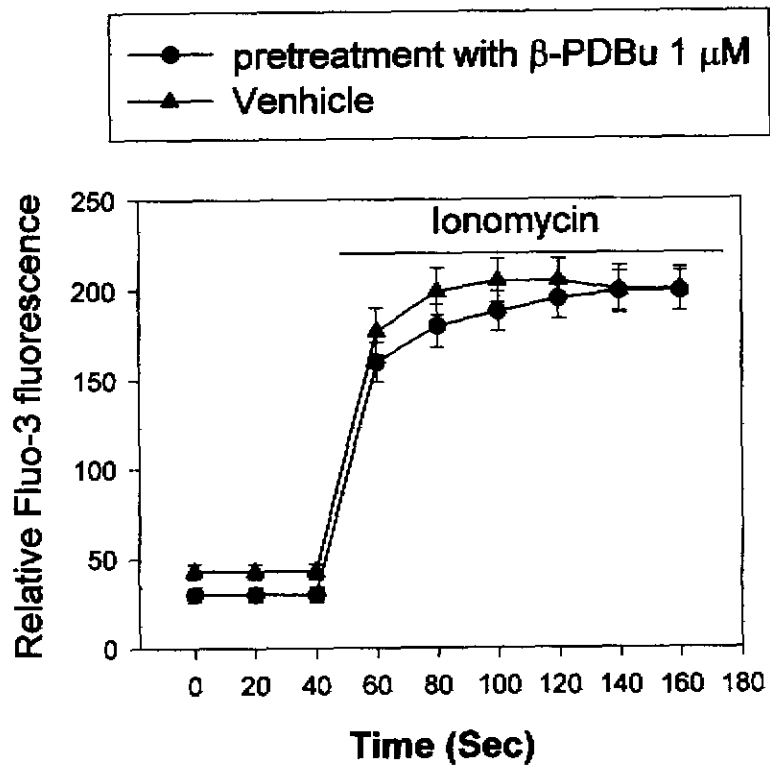 pretreatment with β-PDBu 1 μM
Venhicle
Ionomycin
Relative Fluo-3 fluorescence
250
200
150
100
50
0
0 20 40 60 80 100 120 140 160 180
Time (Sec)